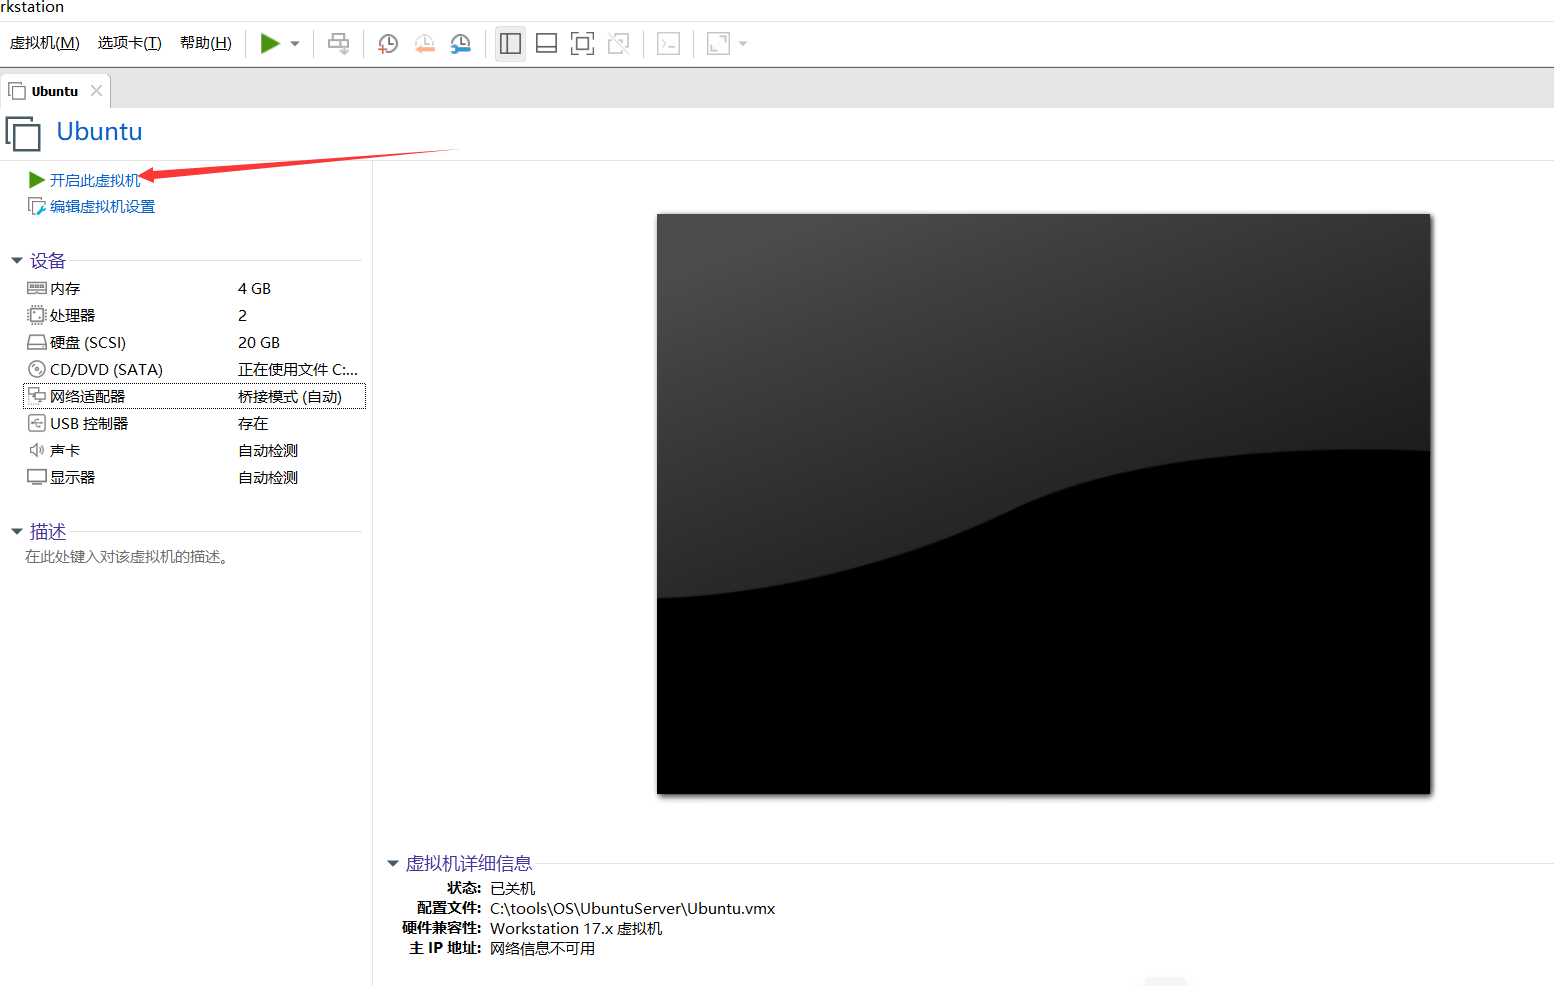 rkstation
虚拟机(M) 选项卡(T) 帮助(H)
Ubuntu
Ubuntu
开启此虚拟机
编辑虚拟机设置
设备
内存 4 GB
处理器 2
硬盘 (SCSI) 20 GB
CD/DVD (SATA) 正在使用文件 C:...
网络适配器 桥接模式 (自动)
USB 控制器 存在
声卡 自动检测
显示器 自动检测
描述
在此处键入对该虚拟机的描述。
虚拟机详细信息
状态: 已关机
配置文件: C:\tools\OS\UbuntuServer\Ubuntu.vmx
硬件兼容性: Workstation 17.x 虚拟机
主 IP 地址: 网络信息不可用